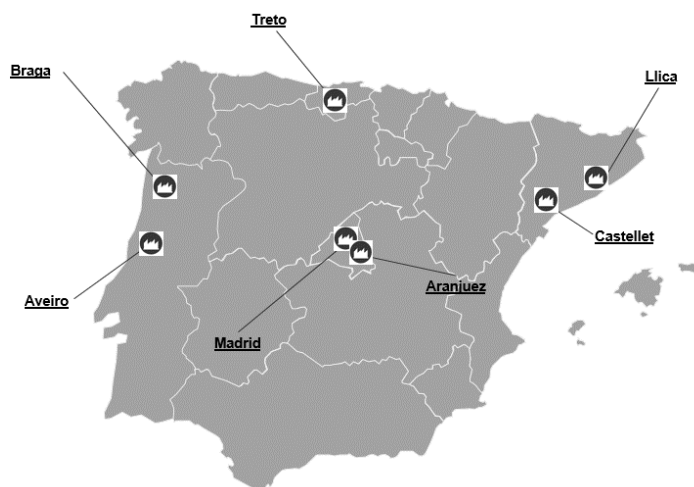 Treto
Braga
Llica
Castellet
Aranjuez
Aveiro
Madrid